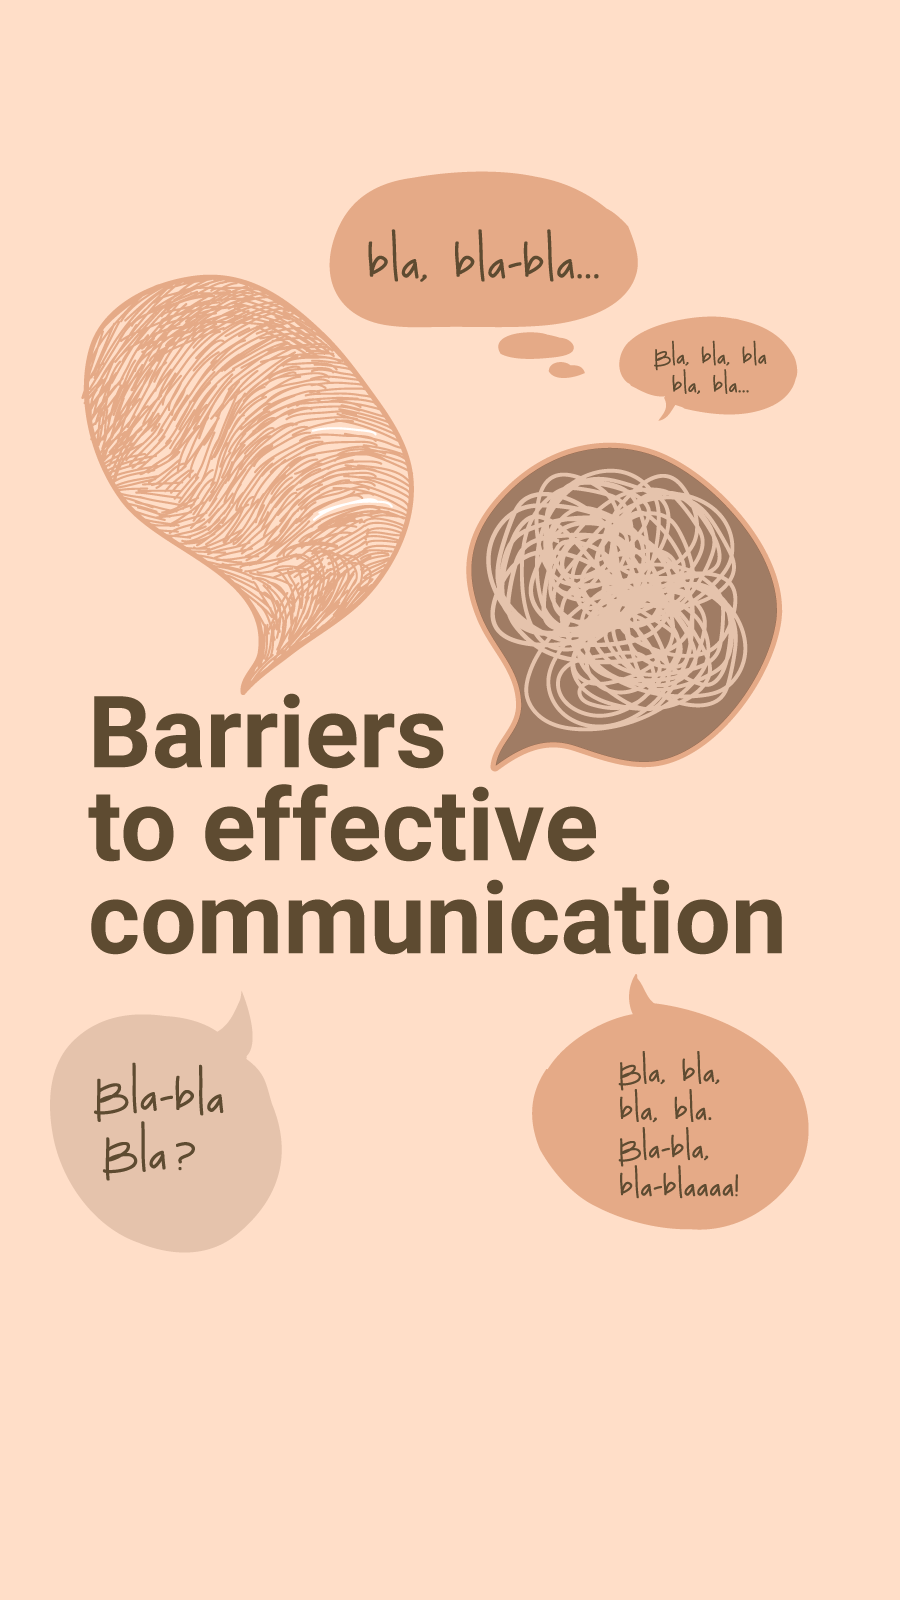 bla, bla-bla...
Bla, bla, bla
bla, bla...
Barriers
to effective
communication
Bla-bla
Bla?
Bla, bla,
bla, bla.
Bla-bla,
bla-blaaaa!